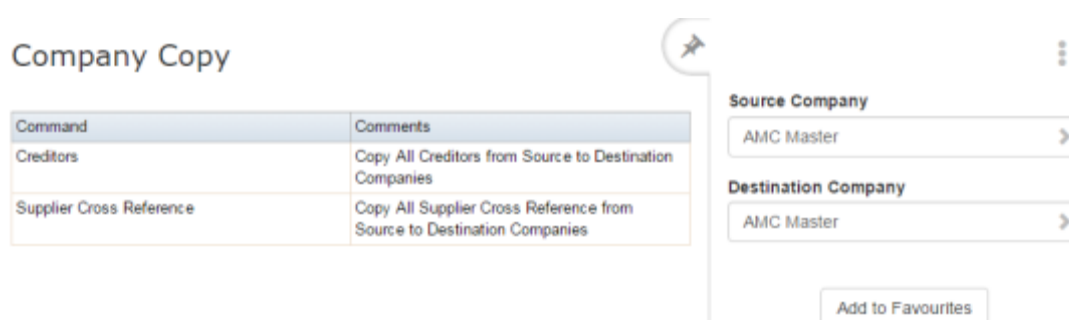 Company Copy
Command Comments
Creditors Copy All Creditors from Source to Destination
Companies
Supplier Cross Reference Copy All Supplier Cross Reference from
Source to Destination Companies
Source Company
AMC Master
Destination Company
AMC Master
Add to Favourites